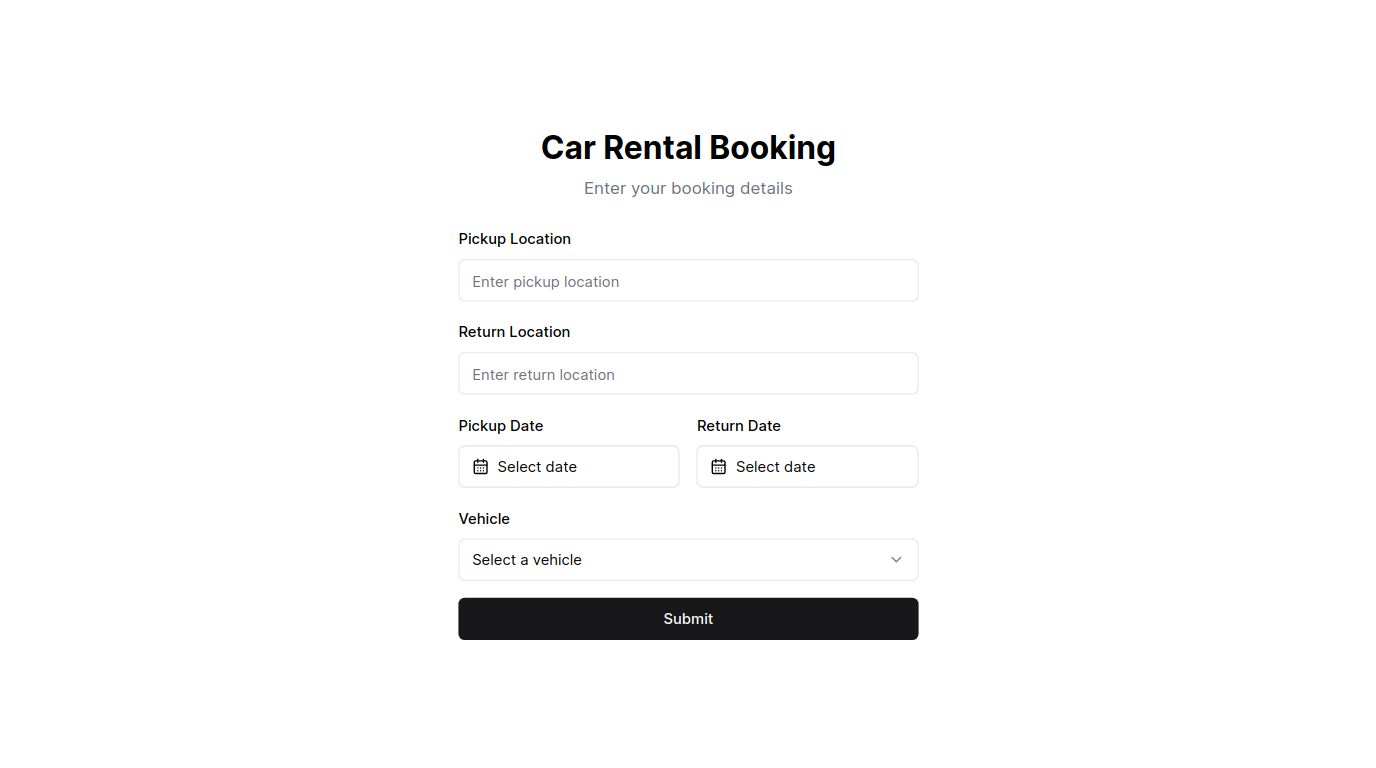 Car Rental Booking
Enter your booking details
Pickup Location
Enter pickup location
Return Location
Enter return location
Pickup Date Return Date
Select date Select date
Vehicle
Select a vehicle
Submit